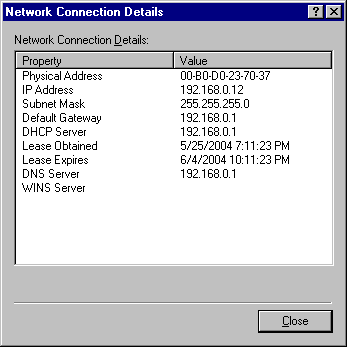 Network Connection Details
Network Connection Details:
Property Value
Physical Address 00-B0-D0-23-70-37
IP Address 192.168.0.12
Subnet Mask 255.255.255.0
Default Gateway 192.168.0.1
DHCP Server 192.168.0.1
Lease Obtained 5/25/2004 7:11:23 PM
Lease Expires 6/4/2004 10:11:23 PM
DNS Server 192.168.0.1
WINS Server
Close